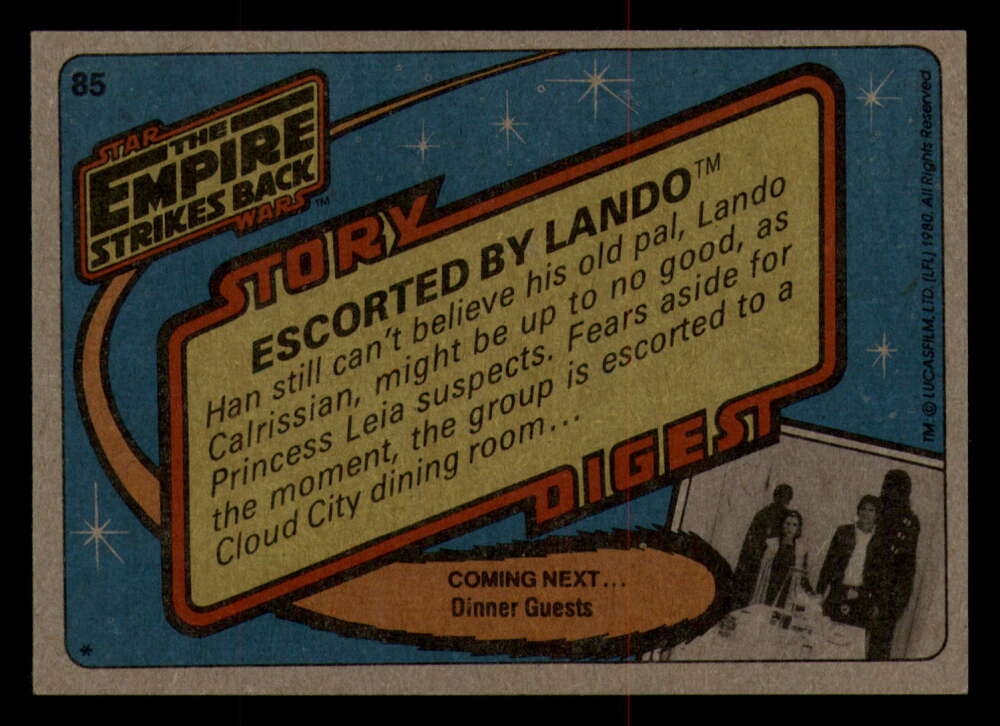 85
STAR
THE
EMPIRE
STRIKES BACK
WARS™
STORY
ESCORTED BY LANDO™
Han still can't believe his old pal, Lando
Calrissian, might be up to no good, as
Princess Leia suspects. Fears aside for
the moment, the group is escorted to a
Cloud City dining room...
DIGEST
COMING NEXT...
Dinner Guests
TM: © LUCASFILM, LTD. (LFL) 1980. All Rights Reserved
*